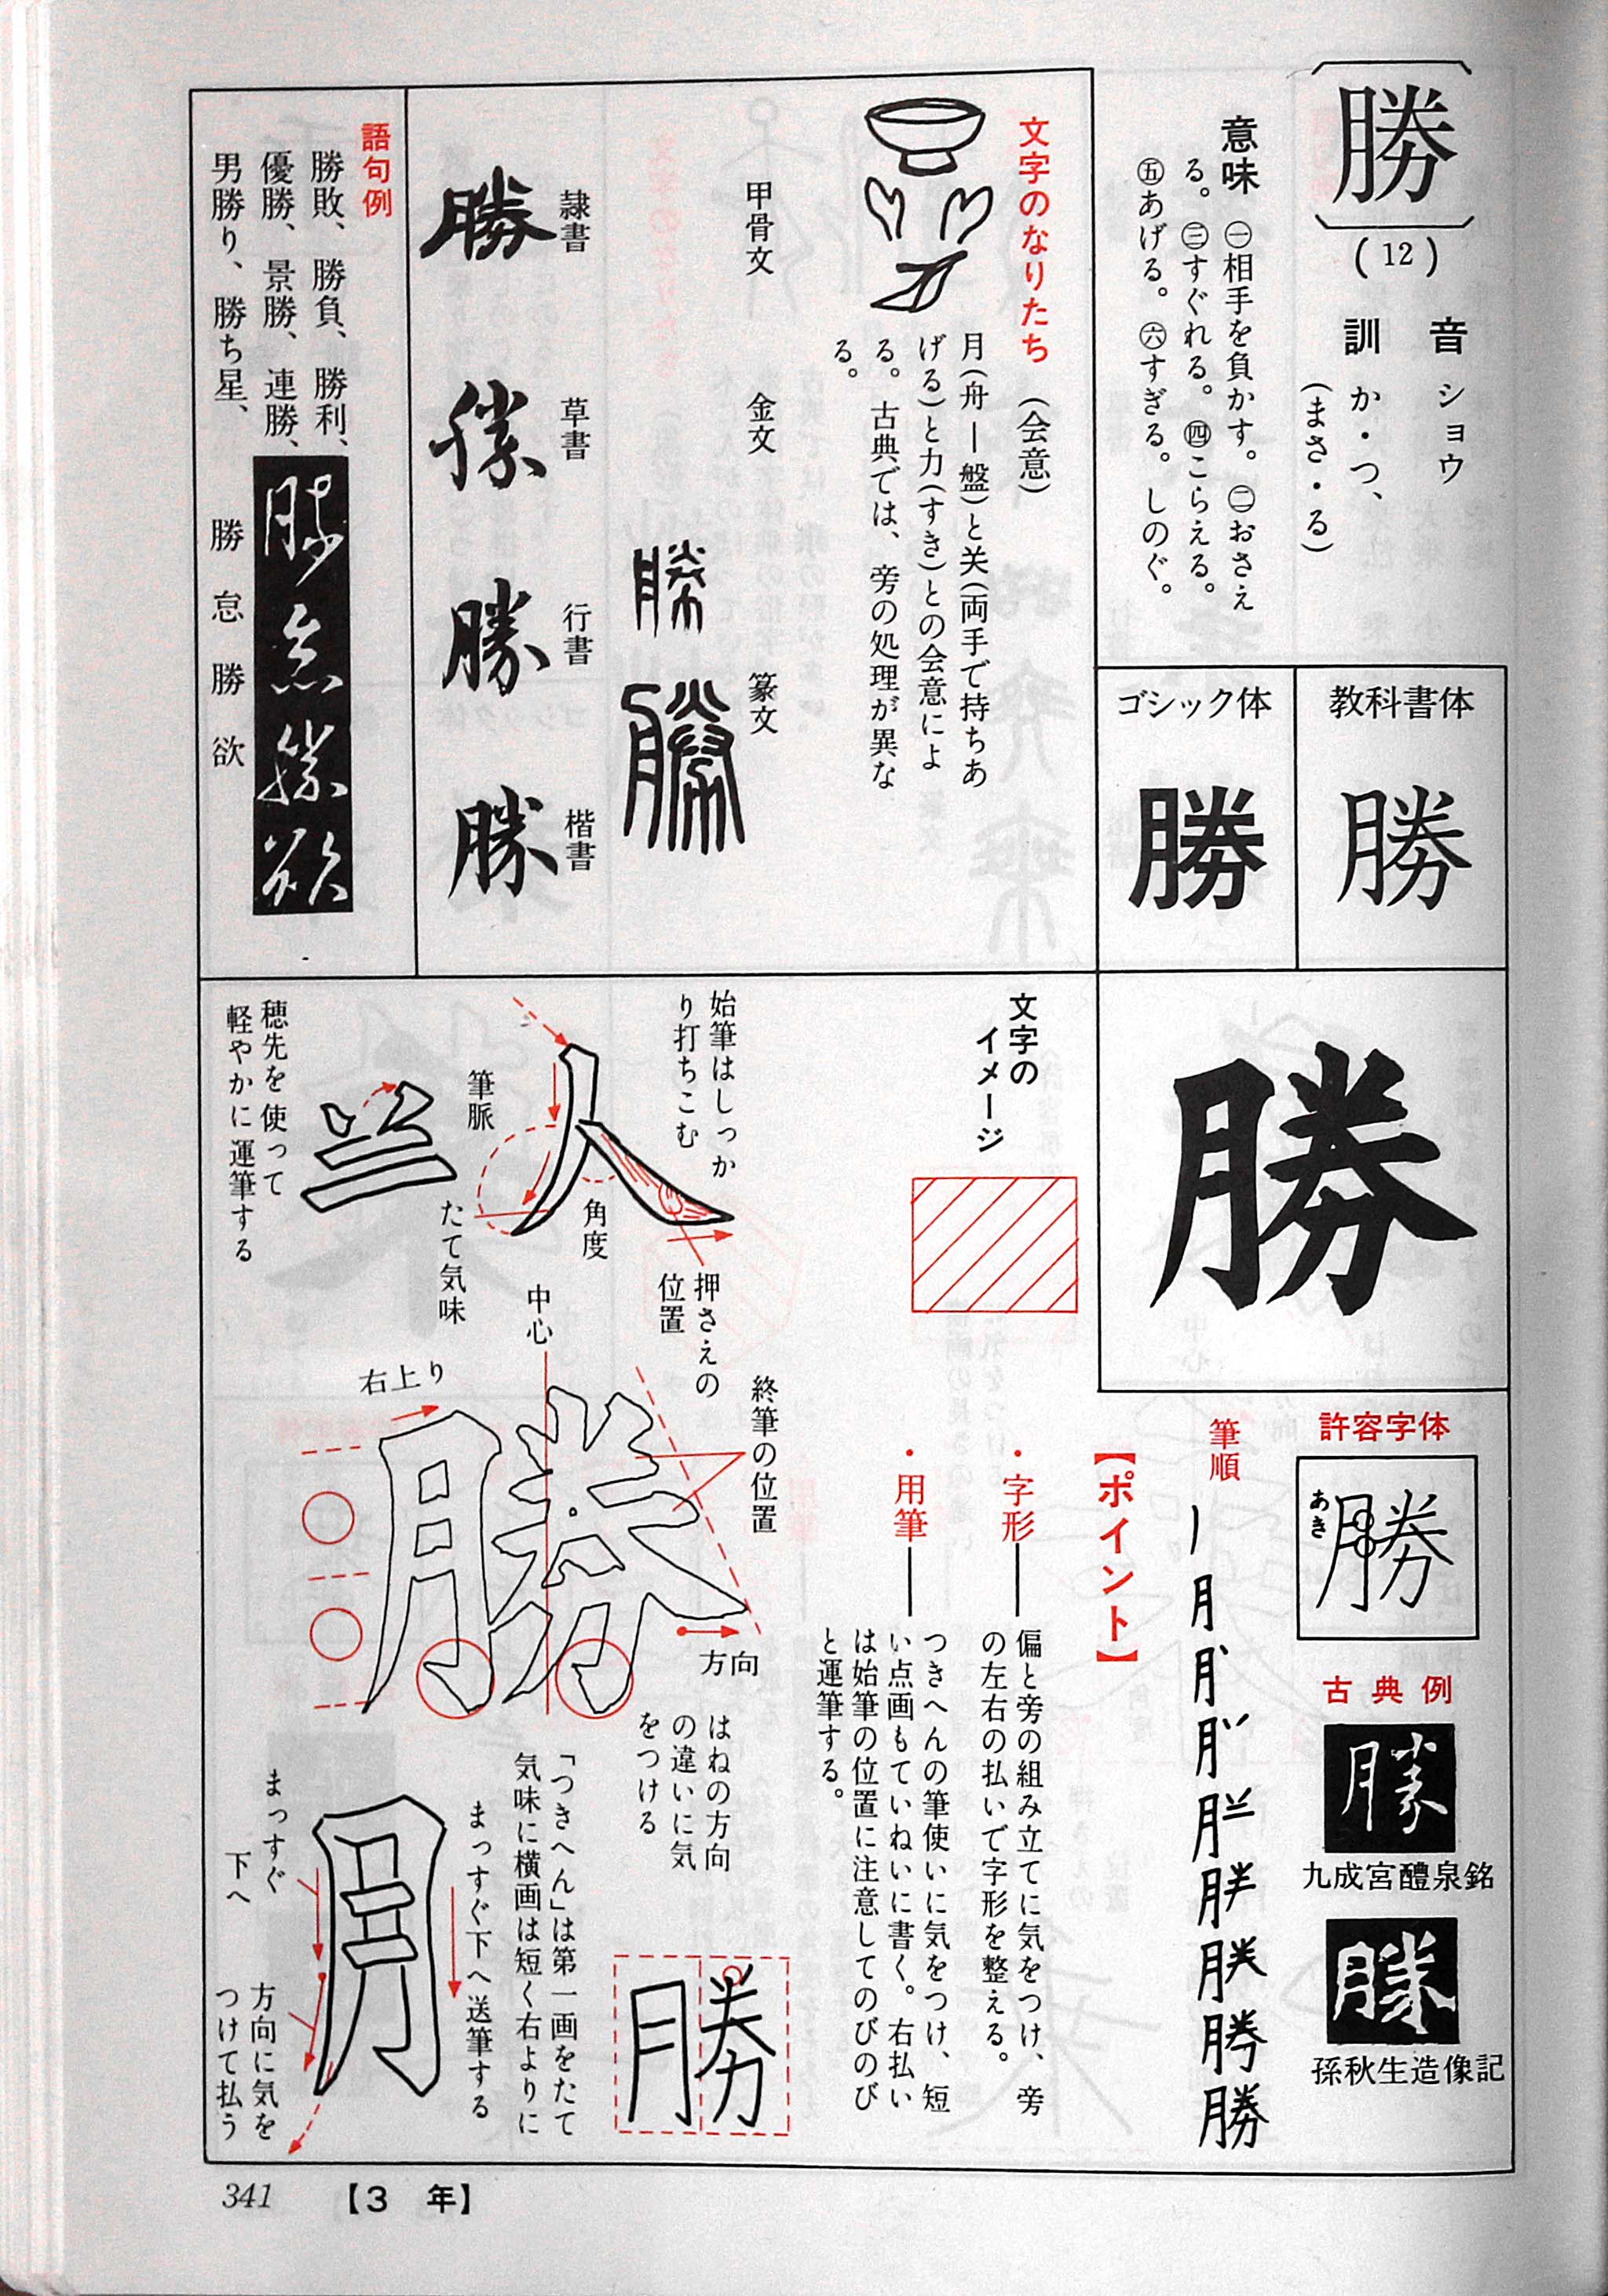 勝
(12)
音 ショウ
訓 か・つ、
(まさ・る)
意味 ㊀相手を負かす。㊁おさえ
る。㊂すぐれる。㊃こらえる。
㊄あげる。㊅すぎる。しのぐ。
教科書体
勝
ゴシック体
勝
文字のなりたち (会意)
月(舟—盤)と关(両手で持ちあ
げる)と力(すき)との会意によ
る。古典では、旁の処理が異な
る。
甲骨文
金文
篆文
隷書
勝
草書
勝
行書
勝
楷書
勝
語句例
勝敗、勝負、勝利、
優勝、景勝、連勝、
男勝り、勝ち星、
勝怠勝欲
勝怠勝欲
勝
許容字体
勝
あき
古典例
勝
九成宮醴泉銘
勝
孫秋生造像記
筆順
勝
【ポイント】
・字形——偏と旁の組み立てに気をつけ、旁
の左右の払いで字形を整える。
・用筆——つきへんの筆使いに気をつけ、短
い点画もていねいに書く。右払い
は始筆の位置に注意してのびのび
と運筆する。
文字の
イメージ
始筆はしっか
り打ちこむ
角度
押さえの
位置
筆脈
たて気味
穂先を使って
軽やかに運筆する
終筆の位置
中心
右上り
方向
はねの方向
の違いに気
をつける
勝
「つきへん」は第一画をたて
気味に横画は短く右よりに
まっすぐ下へ送筆する
まっすぐ
下へ
方向に気を
つけて払う
341
【3 年】